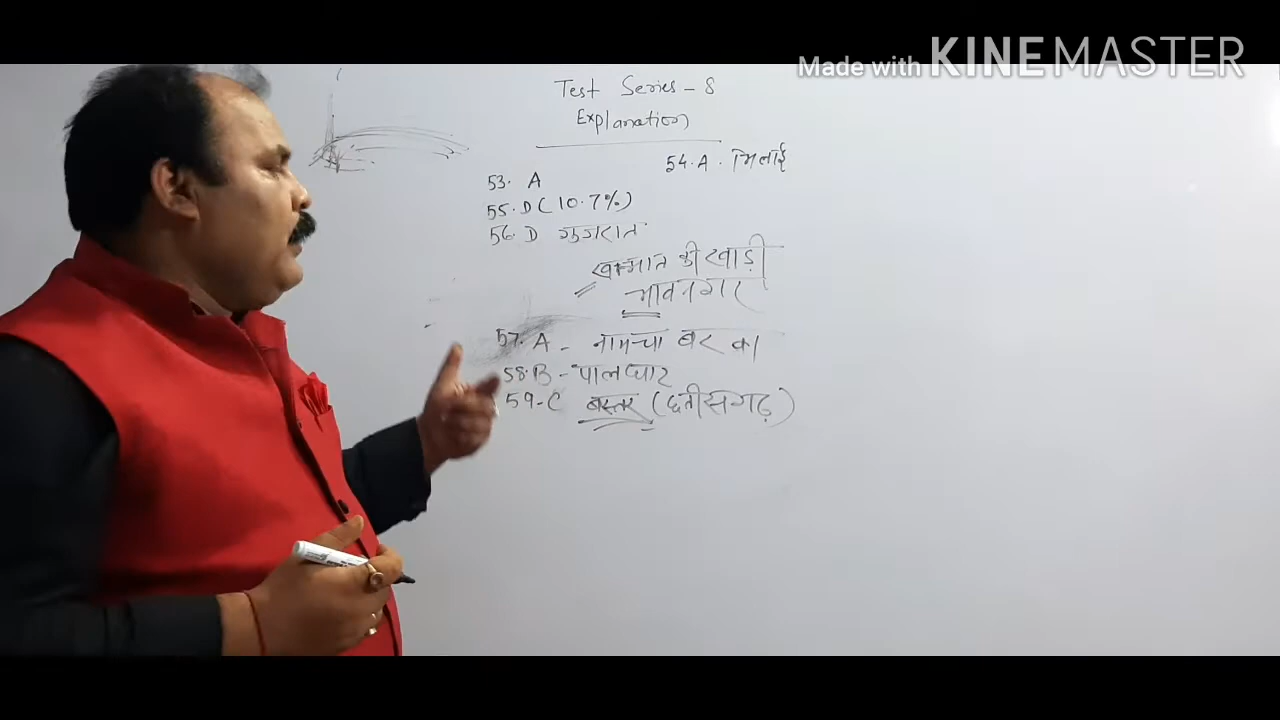 Made with KINEMASTER
Test Series - 8
Explanation
54. A. भिलाई
53. A
55. D (10.7%)
56. D गुजरात
खम्भात की खाड़ी
भावनगर
57. A - नामचा बर वा
58. B - पालघाट
59 - C बस्तर (छत्तीसगढ़)